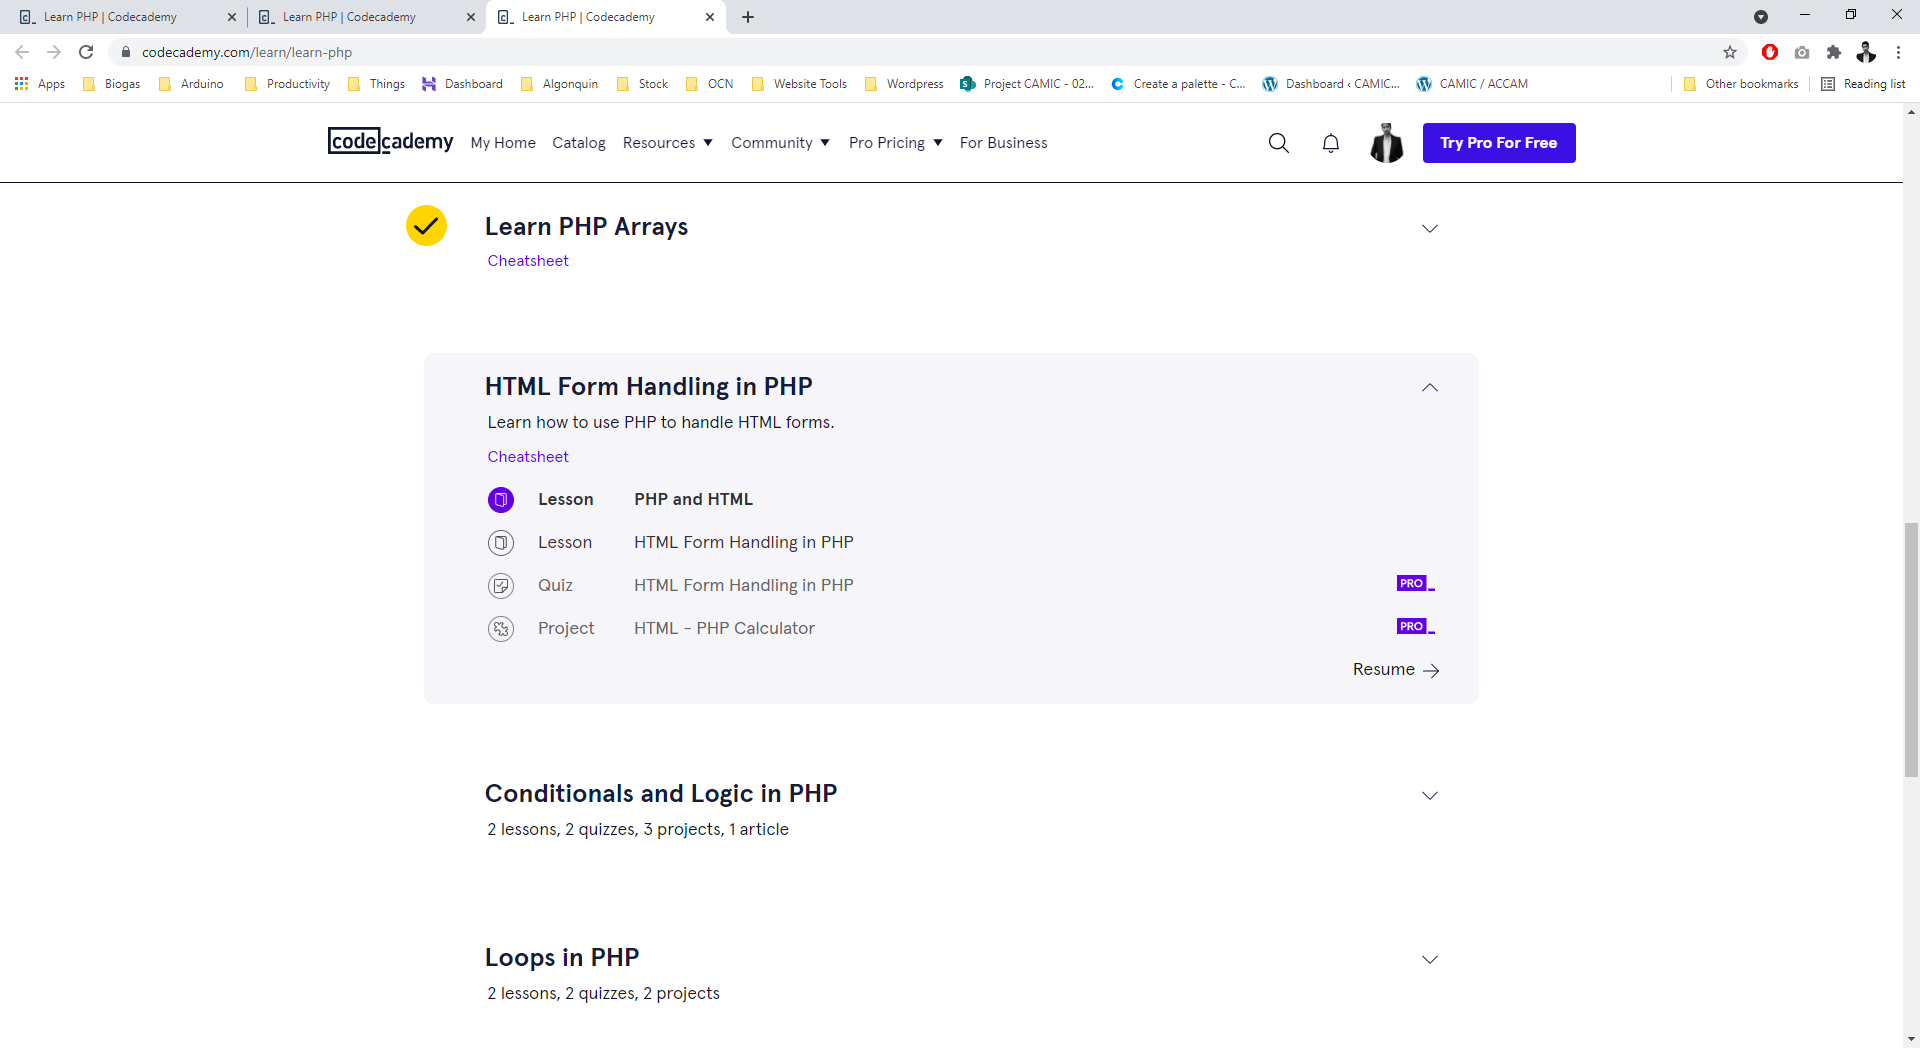 Learn PHP | Codecademy
Learn PHP | Codecademy
Learn PHP | Codecademy
codecademy.com/learn/learn-php
Apps Biogas Arduino Productivity Things Dashboard Algonquin Stock OCN Website Tools Wordpress Project CAMIC - 02... Create a palette - C... Dashboard ‹ CAMIC... CAMIC / ACCAM Other bookmarks Reading list
codecademy My Home Catalog Resources Community Pro Pricing For Business Try Pro For Free
Learn PHP Arrays
Cheatsheet
HTML Form Handling in PHP
Learn how to use PHP to handle HTML forms.
Cheatsheet
Lesson PHP and HTML
Lesson HTML Form Handling in PHP
Quiz HTML Form Handling in PHP PRO
Project HTML - PHP Calculator PRO
Resume
Conditionals and Logic in PHP
2 lessons, 2 quizzes, 3 projects, 1 article
Loops in PHP
2 lessons, 2 quizzes, 2 projects